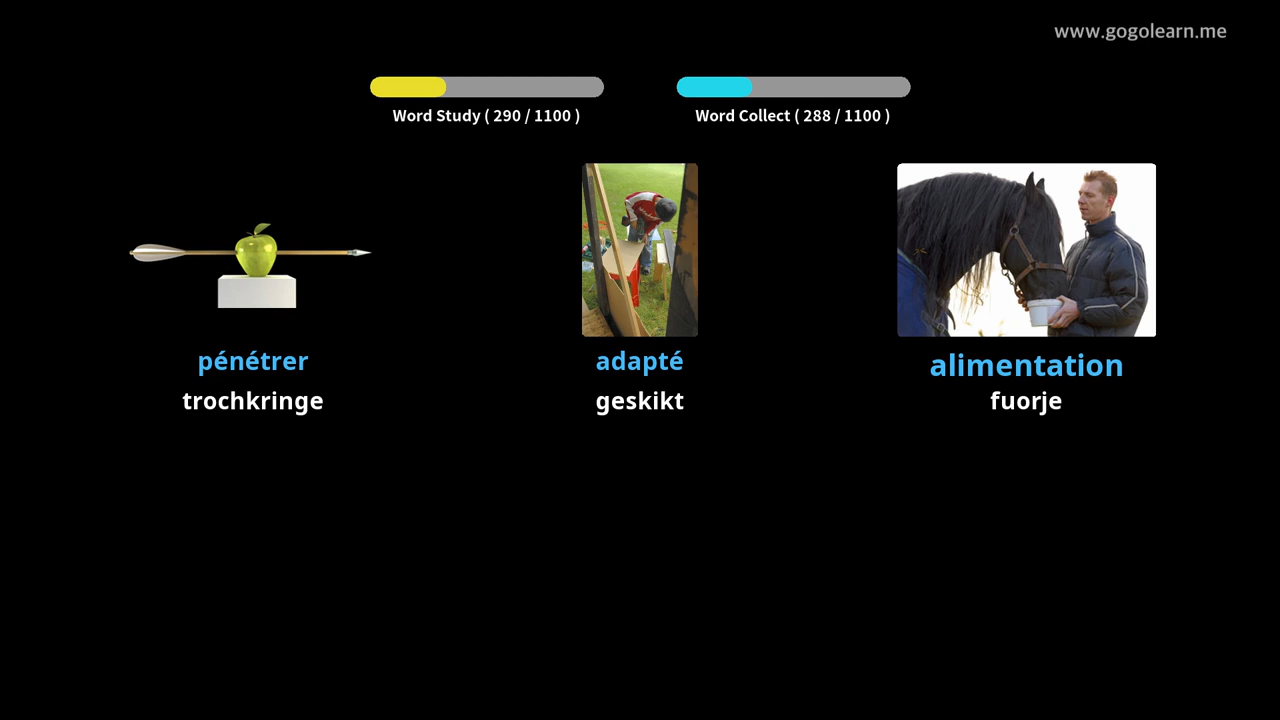 www.gogolearn.me
Word Study ( 290 / 1100 )
Word Collect ( 288 / 1100 )
pénétrer
trochkringe
adapté
geskikt
alimentation
fuorje